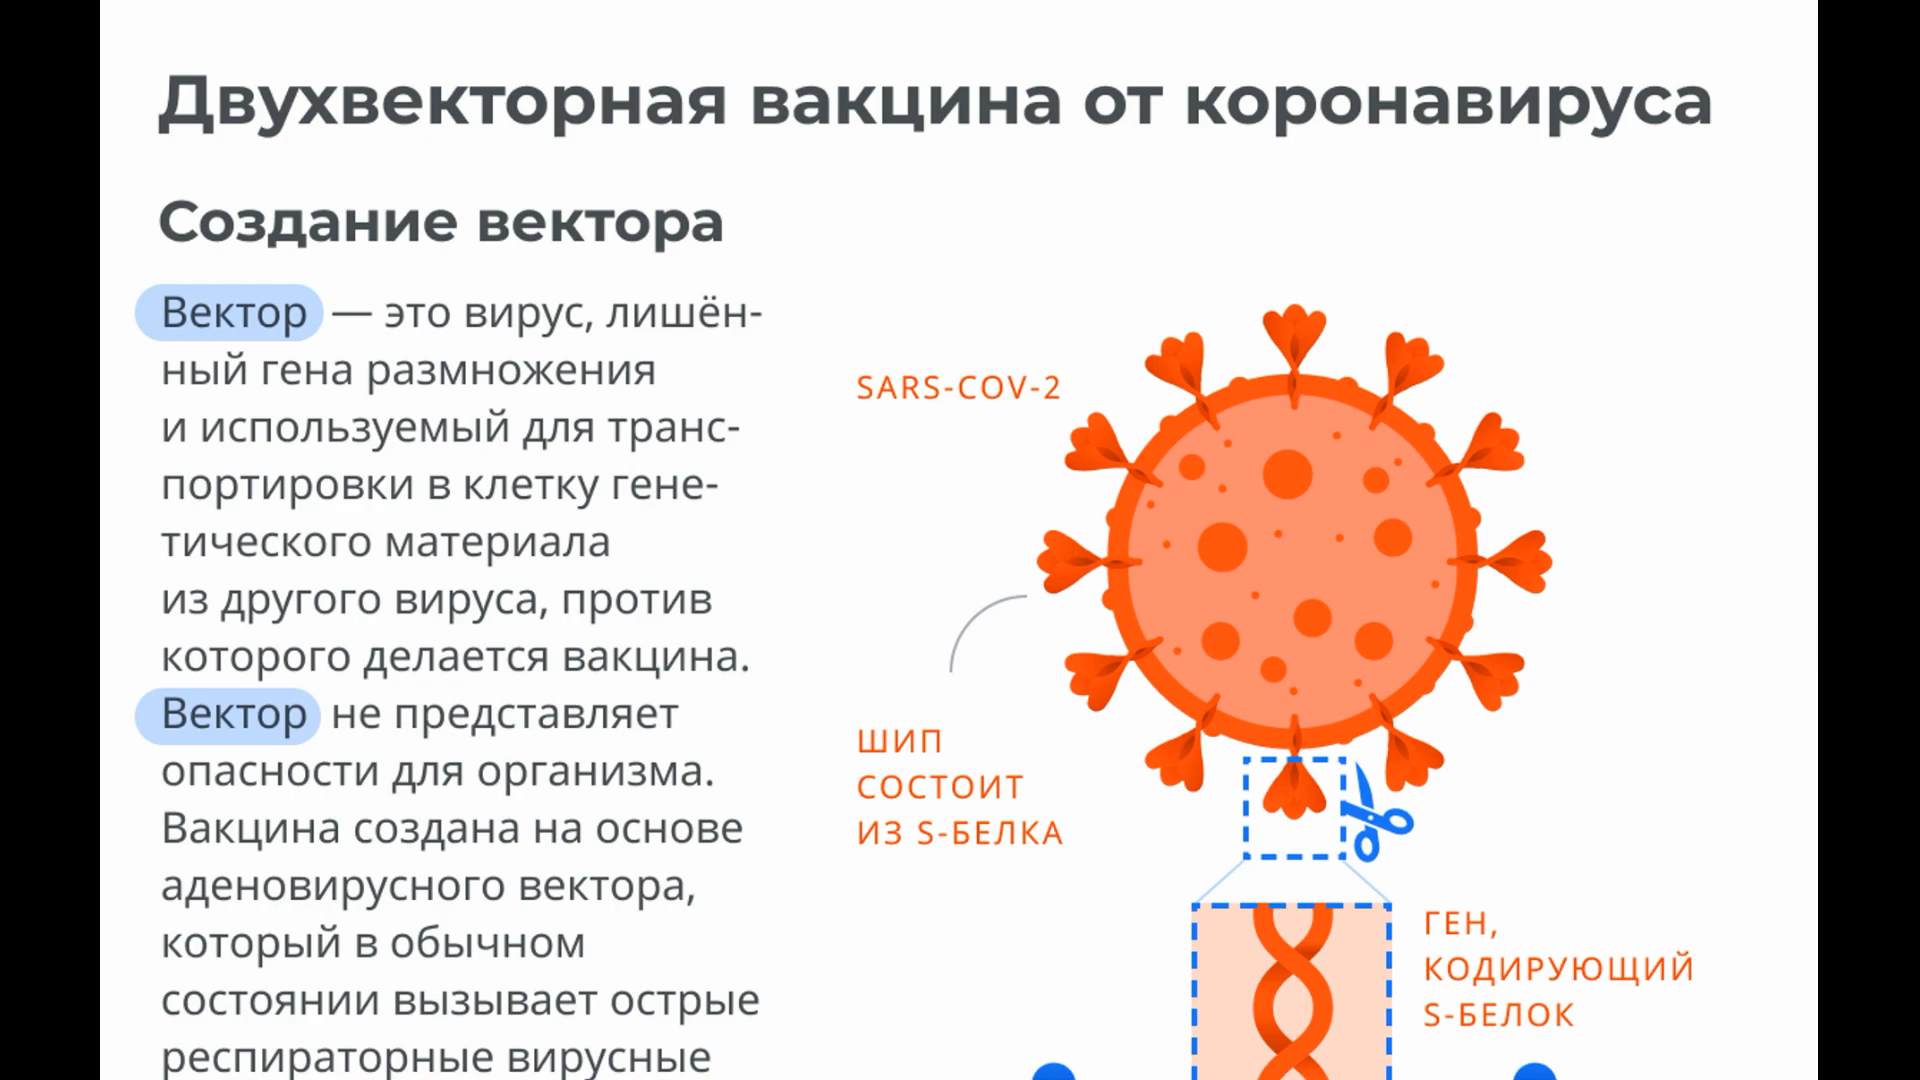 Двухвекторная вакцина от коронавируса
Создание вектора
Вектор — это вирус, лишён-
ный гена размножения
и используемый для транс-
портировки в клетку гене-
тического материала
из другого вируса, против
которого делается вакцина.
Вектор не представляет
опасности для организма.
Вакцина создана на основе
аденовирусного вектора,
который в обычном
состоянии вызывает острые
респираторные вирусные
SARS-COV-2
ШИП
СОСТОИТ
ИЗ S-БЕЛКА
ГЕН,
КОДИРУЮЩИЙ
S-БЕЛОК